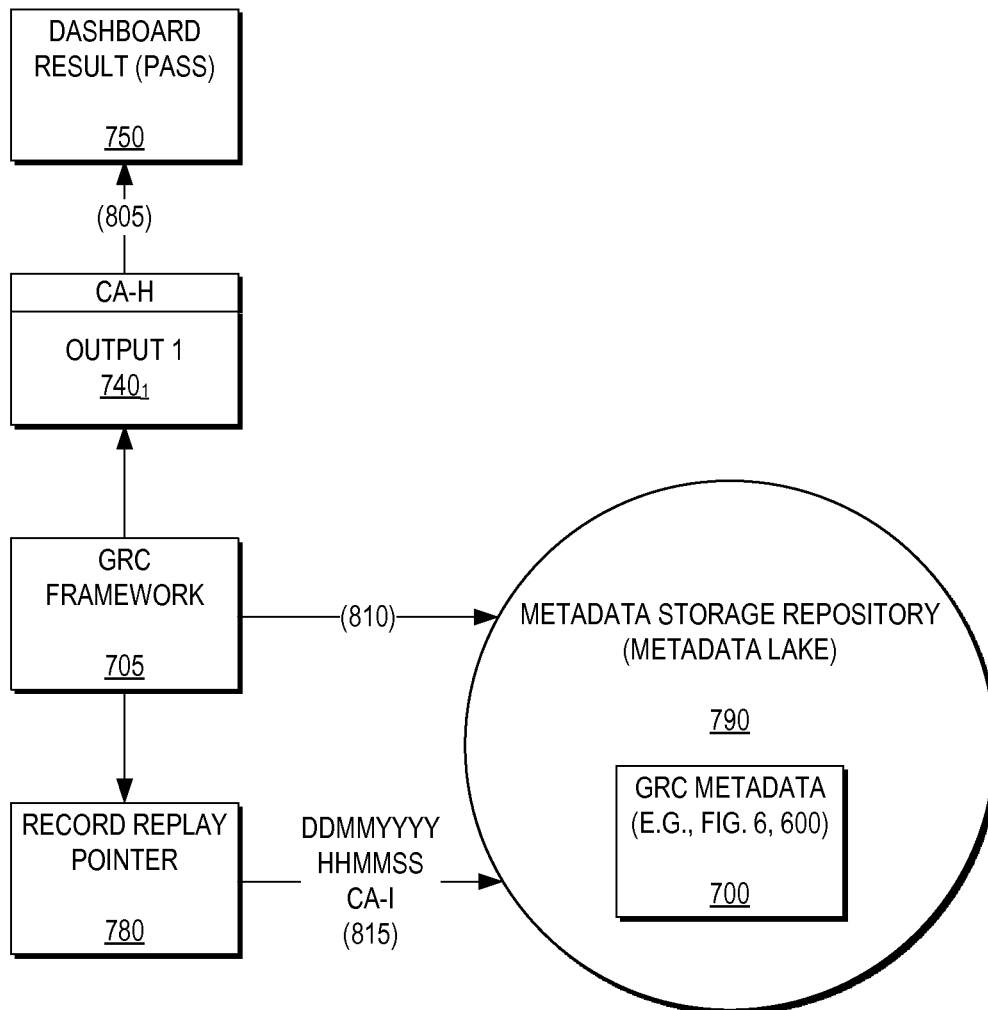 DASHBOARD
RESULT (PASS)
750
(805)
CA-H
OUTPUT 1
740₁
GRC
FRAMEWORK
705
(810)
METADATA STORAGE REPOSITORY
(METADATA LAKE)
790
GRC METADATA
(E.G., FIG. 6, 600)
700
RECORD REPLAY
POINTER
780
DDMMYYYY
HHMMSS
CA-I
(815)